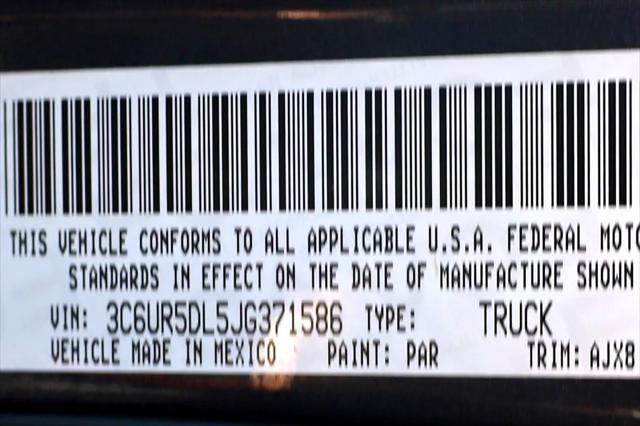 THIS VEHICLE CONFORMS TO ALL APPLICABLE U.S.A. FEDERAL MOTO
STANDARDS IN EFFECT ON THE DATE OF MANUFACTURE SHOWN
VIN: 3C6UR5DL5JG371586 TYPE: TRUCK
VEHICLE MADE IN MEXICO PAINT: PAR TRIM: AJX8